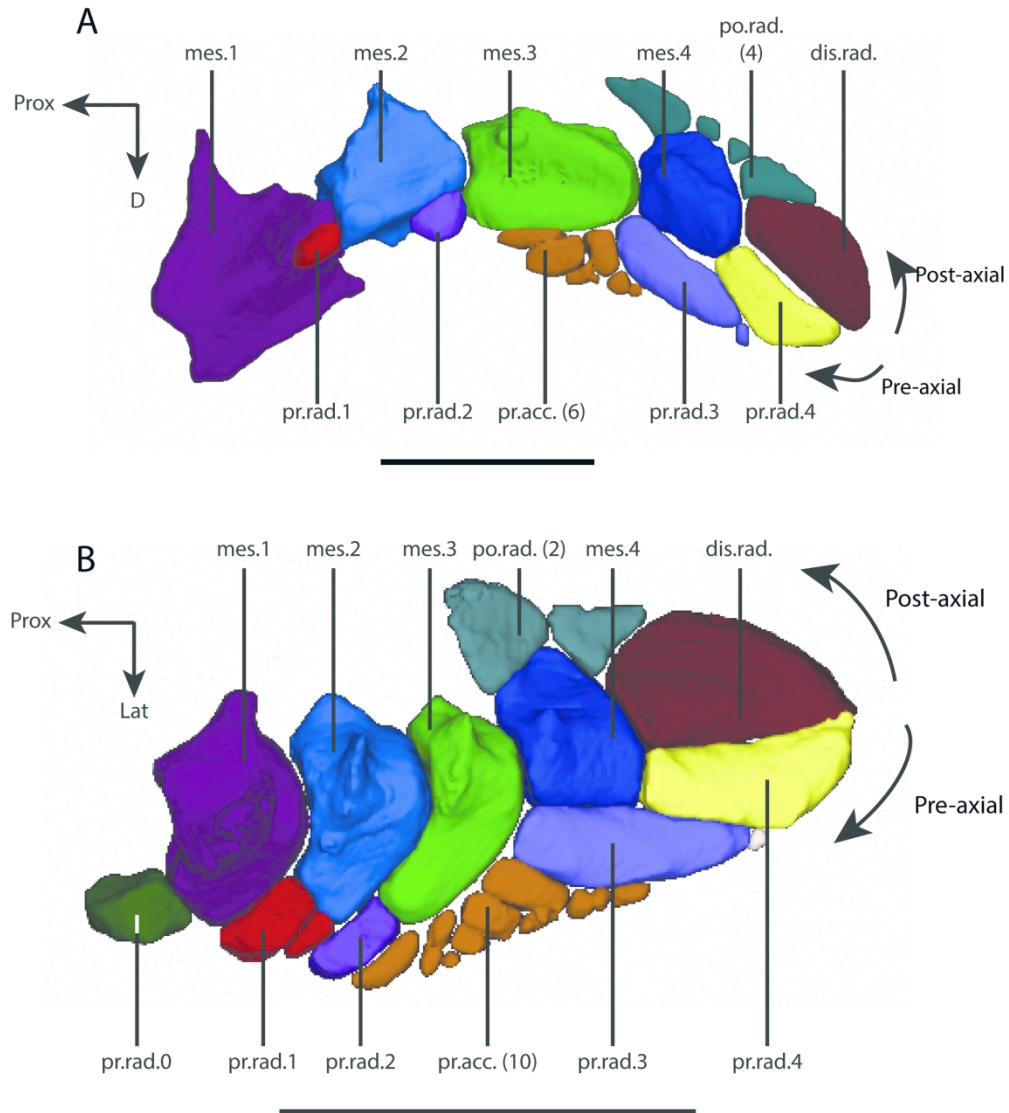 A
po.rad.
mes.1 mes.2 mes.3 mes.4 (4) dis.rad.
Prox
D
Post-axial
Pre-axial
pr.rad.1 pr.rad.2 pr.acc. (6) pr.rad.3 pr.rad.4
B
mes.1 mes.2 mes.3 po.rad. (2) mes.4 dis.rad.
Prox
Post-axial
Lat
Pre-axial
pr.rad.0 pr.rad.1 pr.rad.2 pr.acc. (10) pr.rad.3 pr.rad.4